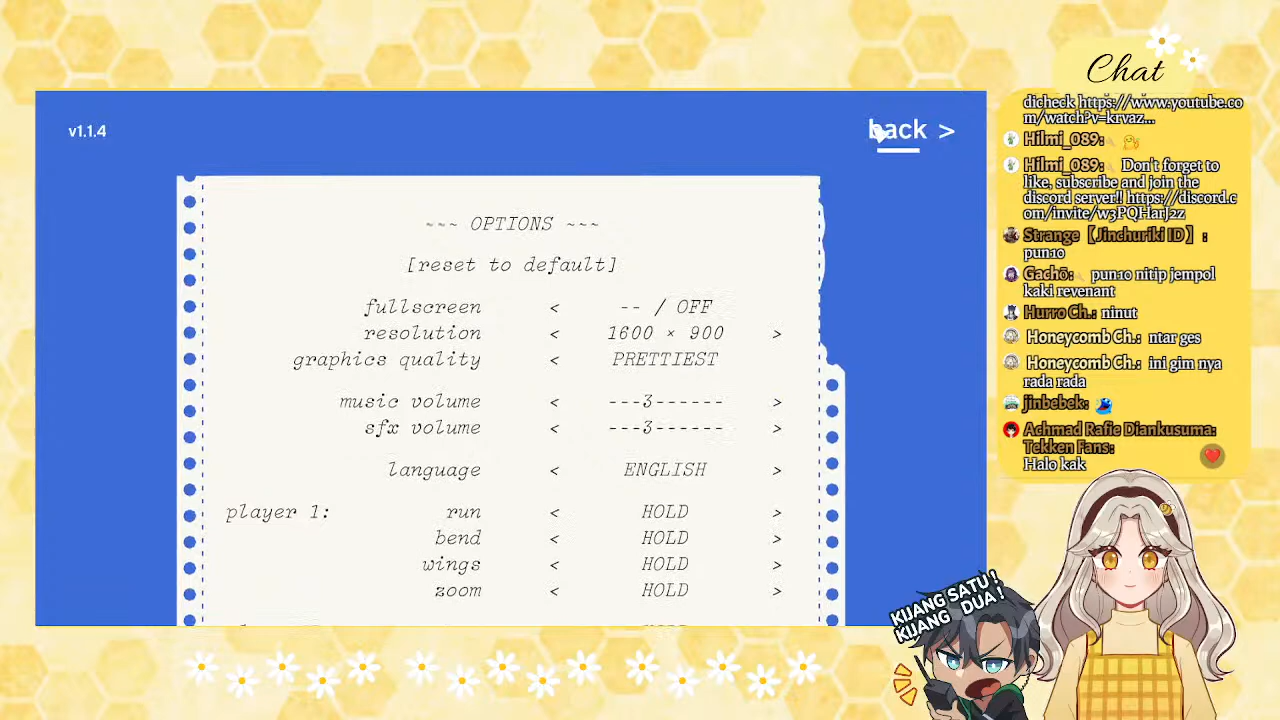 Chat
v1.1.4
back >
~~~ OPTIONS ~~~
[reset to default]
fullscreen < -- / OFF
resolution < 1600 × 900 >
graphics quality < PRETTIEST
music volume < ---3------ >
sfx volume < ---3------ >
language < ENGLISH >
player 1: run < HOLD >
bend < HOLD >
wings < HOLD >
zoom < HOLD >
dicheck https://www.youtube.co
m/watch?v=krvaz...
Hilmi_089:
Hilmi_089: Don't forget to
like, subscribe and join the
discord server!! https://discord.c
om/invite/w3PQHarJ2z
Strange【Jinchuriki ID】:
pun10
Gachō: pun10 nitip jempol
kaki revenant
Hurro Ch.: ninut
Honeycomb Ch.: ntar ges
Honeycomb Ch.: ini gim nya
rada rada
jinbebek:
Achmad Rafie Diankusuma:
Tekken Fans:
Halo kak
KIJANG SATU !
KIJANG DUA !